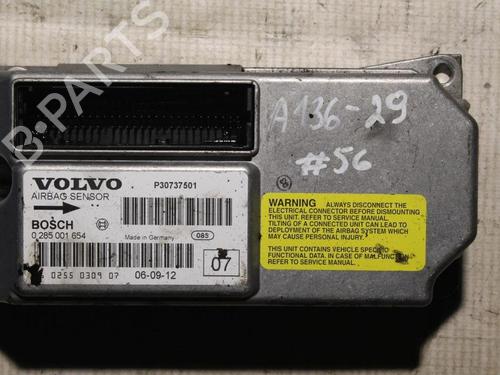 B-PARTS
A136-29
#56
VOLVO
P30737501
AIRBAG SENSOR
BOSCH
0 285 001 654
Made in Germany
085
0255 0309 07
06-09-12
07
WARNING ALWAYS DISCONNECT THE
ELECTRICAL CONNECTOR BEFORE DISMOUNTING
THIS UNIT. REFER TO SERVICE MANUAL.
TILTING OF A CONNECTED UNIT CAN LEAD TO
DEPLOYMENT OF THE AIRBAG SYSTEM WHICH
MAY CAUSE PERSONAL INJURY.
THIS UNIT CONTAINS VEHICLE SPECIFIC
FUNCTIONAL DATA. IN CASE OF MALFUNCTION
REFER TO SERVICE MANUAL.